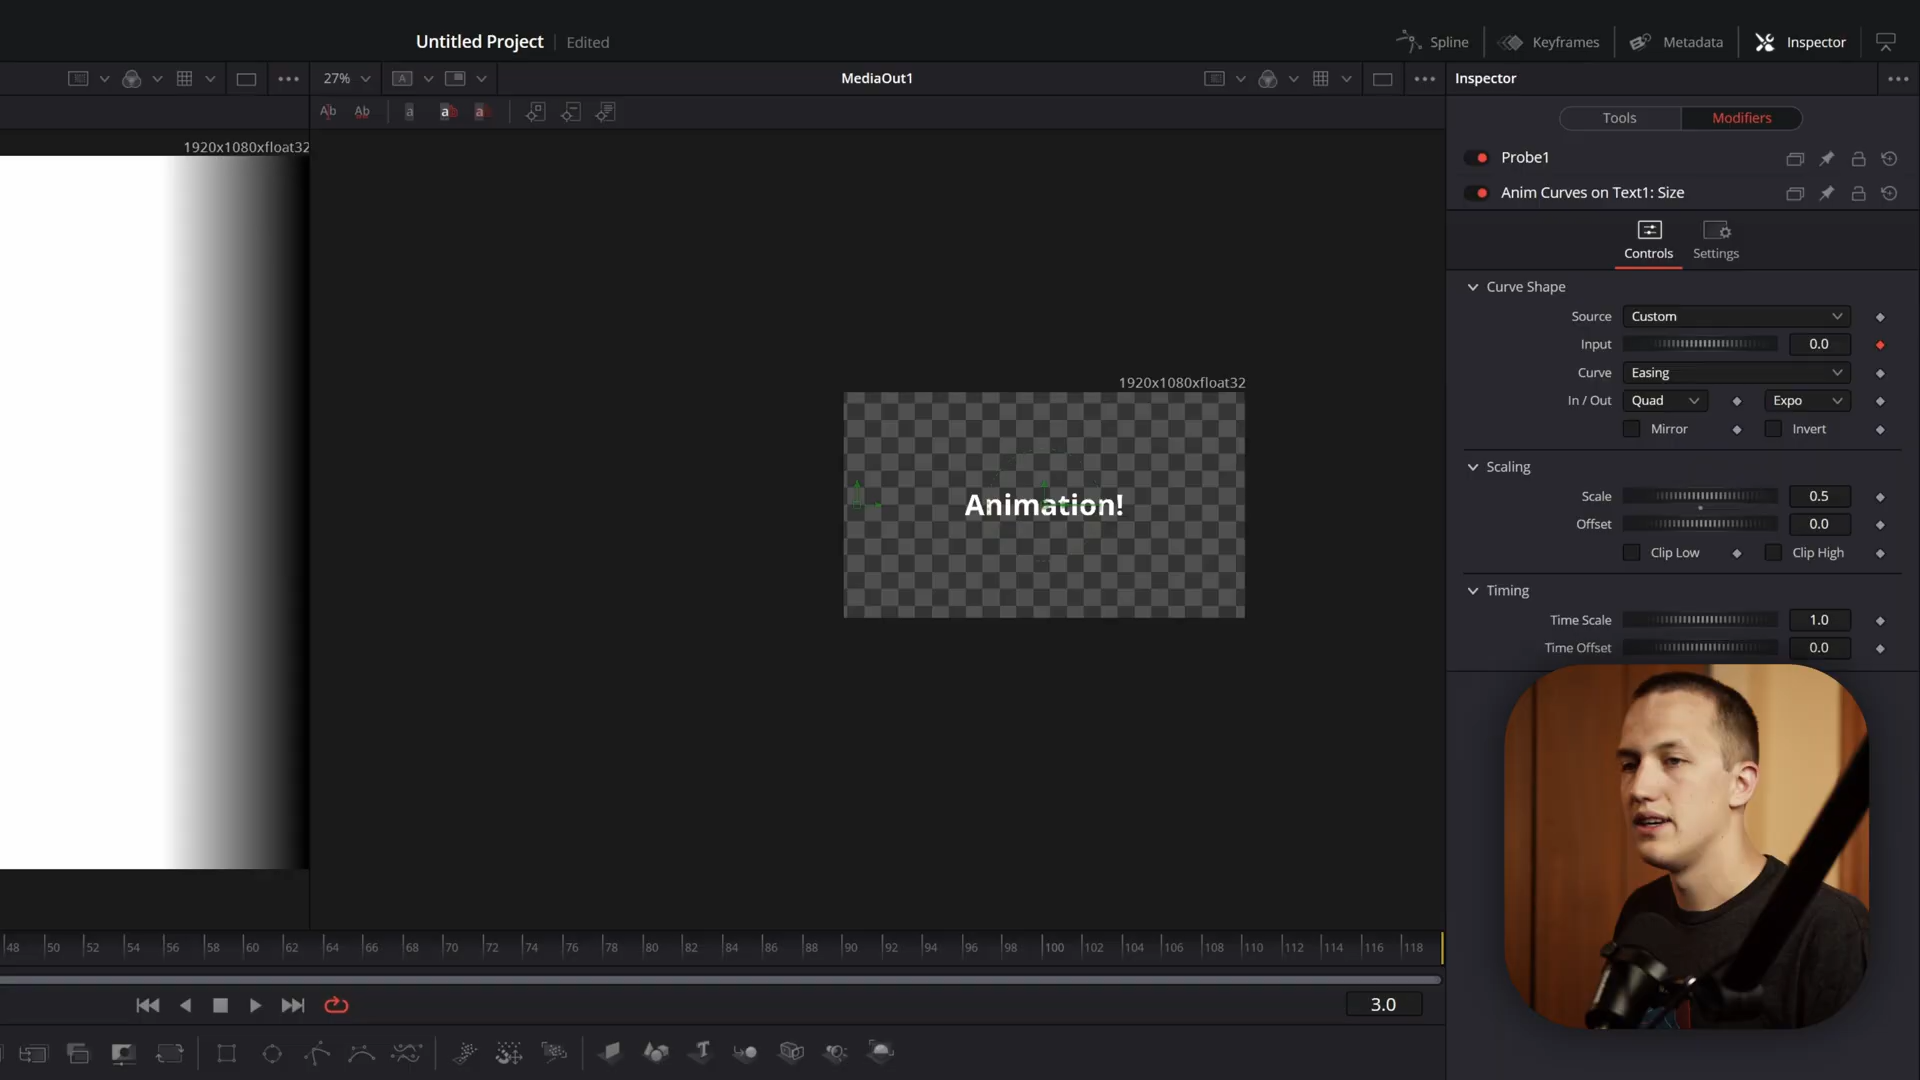 Untitled Project
Edited
Spline
Keyframes
Metadata
Inspector
27%
A
MediaOut1
Inspector
Ab
Ab
a
a
a
Tools
Modifiers
1920x1080xfloat32
Probe1
Anim Curves on Text1: Size
Controls
Settings
Curve Shape
Source
Custom
Input
0.0
Curve
Easing
1920x1080xfloat32
In / Out
Quad
Expo
Mirror
Invert
Scaling
Scale
0.5
Animation!
Offset
0.0
Clip Low
Clip High
Timing
Time Scale
1.0
Time Offset
0.0
48 50 52 54 56 58 60 62 64 66 68 70 72 74 76 78 80 82 84 86 88 90 92 94 96 98 100 102 104 106 108 110 112 114 116 118
3.0
T